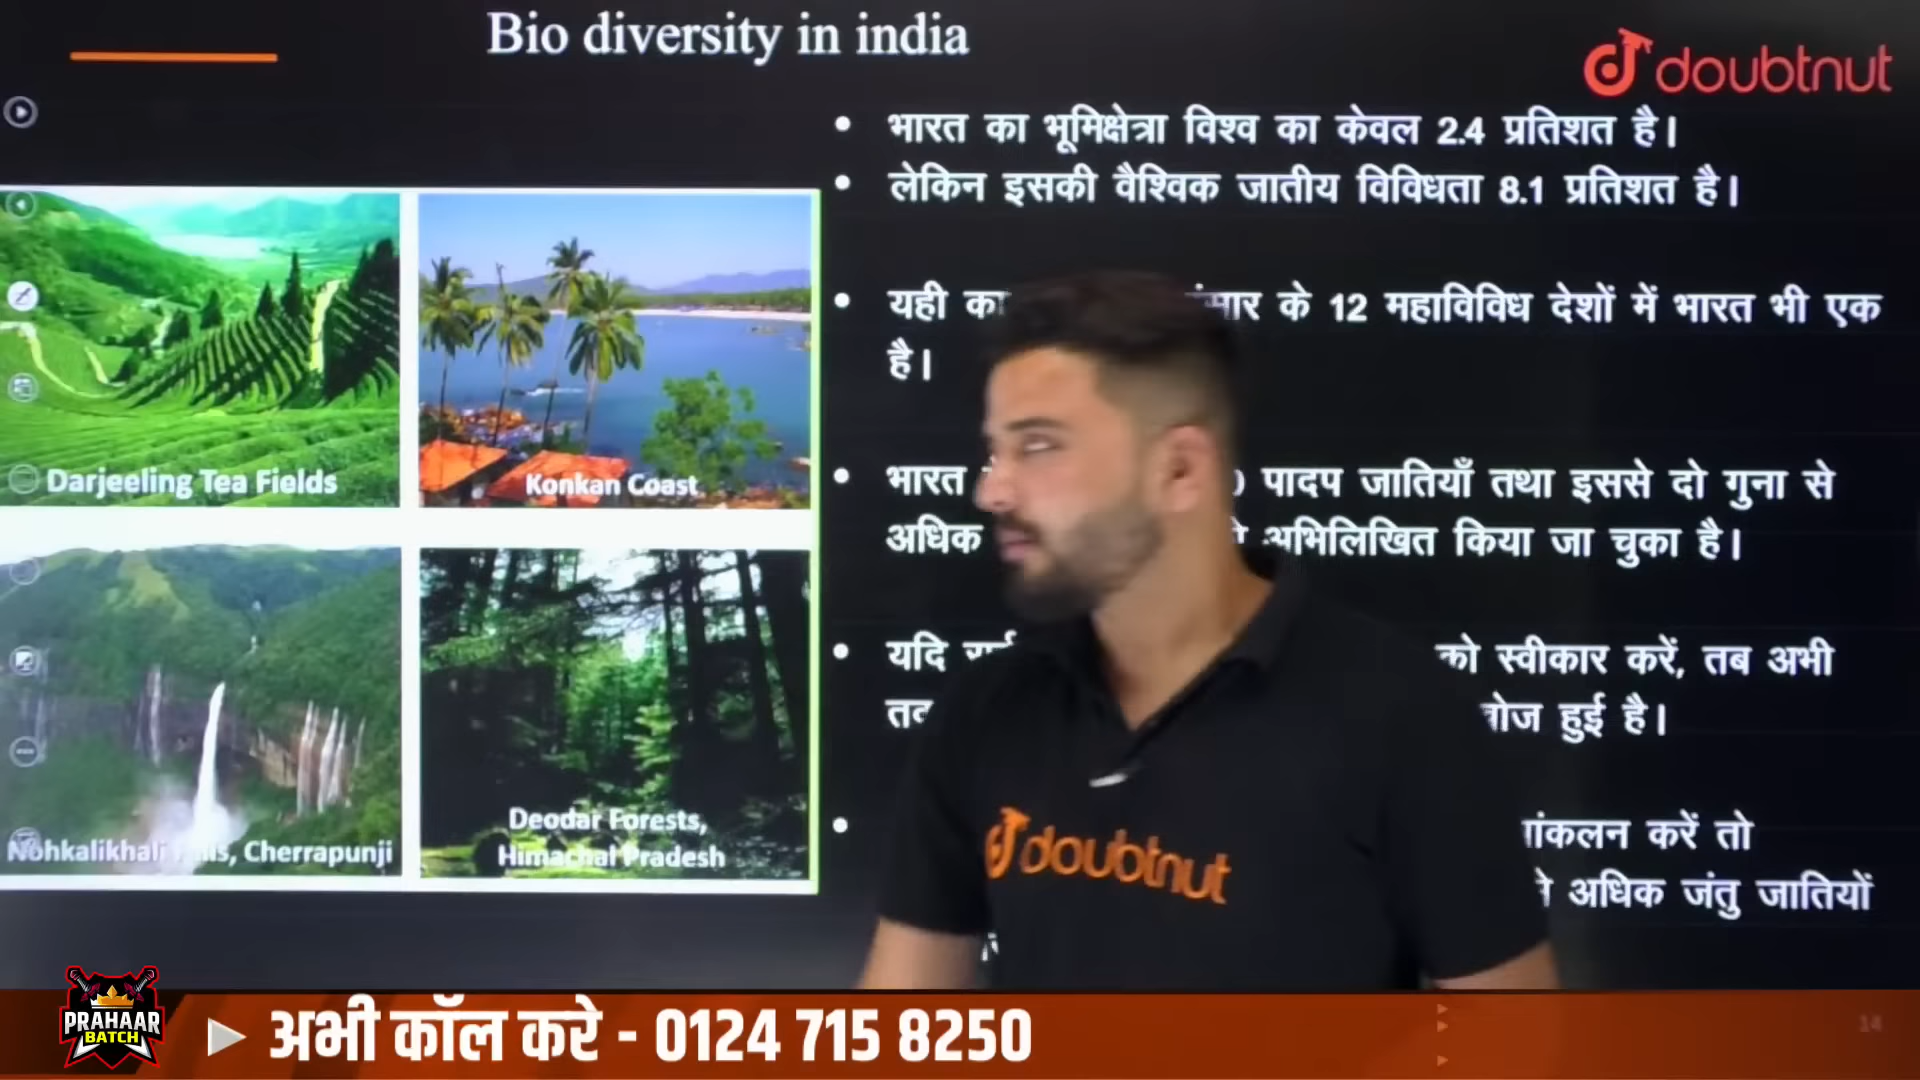 Bio diversity in india
doubtnut
भारत का भूमिक्षेत्रा विश्व का केवल 2.4 प्रतिशत है।
लेकिन इसकी वैश्विक जातीय विविधता 8.1 प्रतिशत है।
यही के 12 महाविविध देशों में भारत भी एक
है।
भारत पादप जातियाँ तथा इससे दो गुना से
अधिक अभिलिखित किया जा चुका है।
यदि को स्वीकार करें, तब अभी
हुई है।
करें तो
अधिक जंतु जातियों
Darjeeling Tea Fields
Konkan Coast
Nohkalikhali, Cherrapunji
Deodar Forests,
Himachal Pradesh
doubtnut
PRAHAAR
BATCH
अभी कॉल करे - 0124 715 8250
14